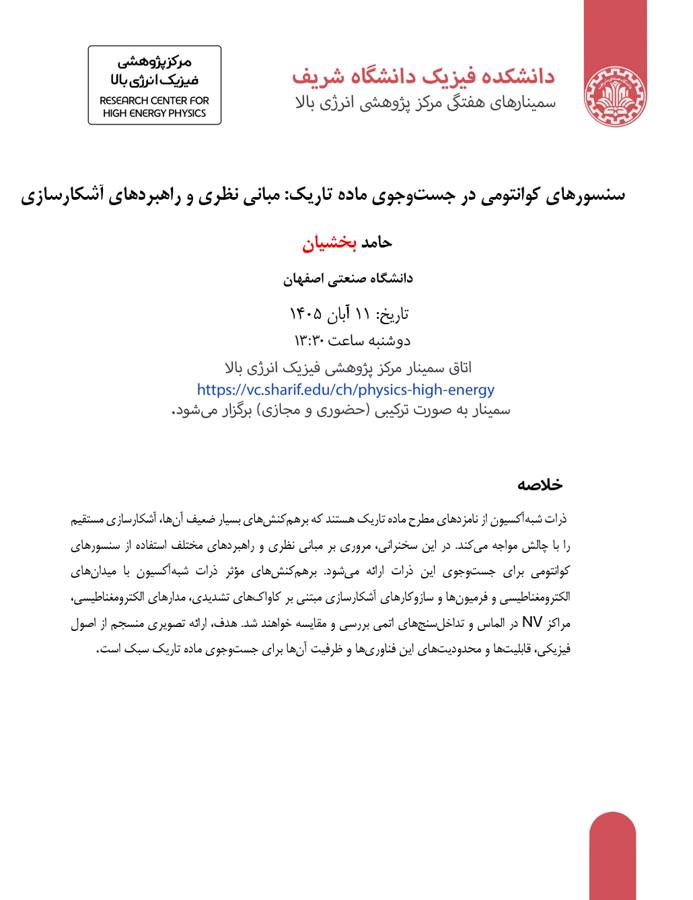 دانشکده فیزیک دانشگاه شریف
سمینارهای هفتگی مرکز پژوهشی انرژی بالا
مرکز پژوهشی
فیزیک انرژی بالا
RESEARCH CENTER FOR
HIGH ENERGY PHYSICS
سنسورهای کوانتومی در جست‌وجوی ماده تاریک: مبانی نظری و راهبردهای آشکارسازی
حامد بخشیان
دانشگاه صنعتی اصفهان
تاریخ: ۱۱ آبان ۱۴۰۵
دوشنبه ساعت ۱۳:۳۰
اتاق سمینار مرکز پژوهشی فیزیک انرژی بالا
https://vc.sharif.edu/ch/physics-high-energy
سمینار به صورت ترکیبی (حضوری و مجازی) برگزار می‌شود.
خلاصه
ذرات شبه‌آکسیون از نامزدهای مطرح ماده تاریک هستند که برهم‌کنش‌های بسیار ضعیف آن‌ها، آشکارسازی مستقیم
را با چالش مواجه می‌کند. در این سخنرانی، مروری بر مبانی نظری و راهبردهای مختلف استفاده از سنسورهای
کوانتومی برای جست‌وجوی این ذرات ارائه می‌شود. برهم‌کنش‌های مؤثر ذرات شبه‌آکسیون با میدان‌های
الکترومغناطیسی و فرمیون‌ها و سازوکارهای آشکارسازی مبتنی بر کاواک‌های تشدیدی، مدارهای الکترومغناطیسی،
مراکز NV در الماس و تداخل‌سنج‌های اتمی بررسی و مقایسه خواهند شد. هدف، ارائه تصویری منسجم از اصول
فیزیکی، قابلیت‌ها و محدودیت‌های این فناوری‌ها و ظرفیت آن‌ها برای جست‌وجوی ماده تاریک سبک است.